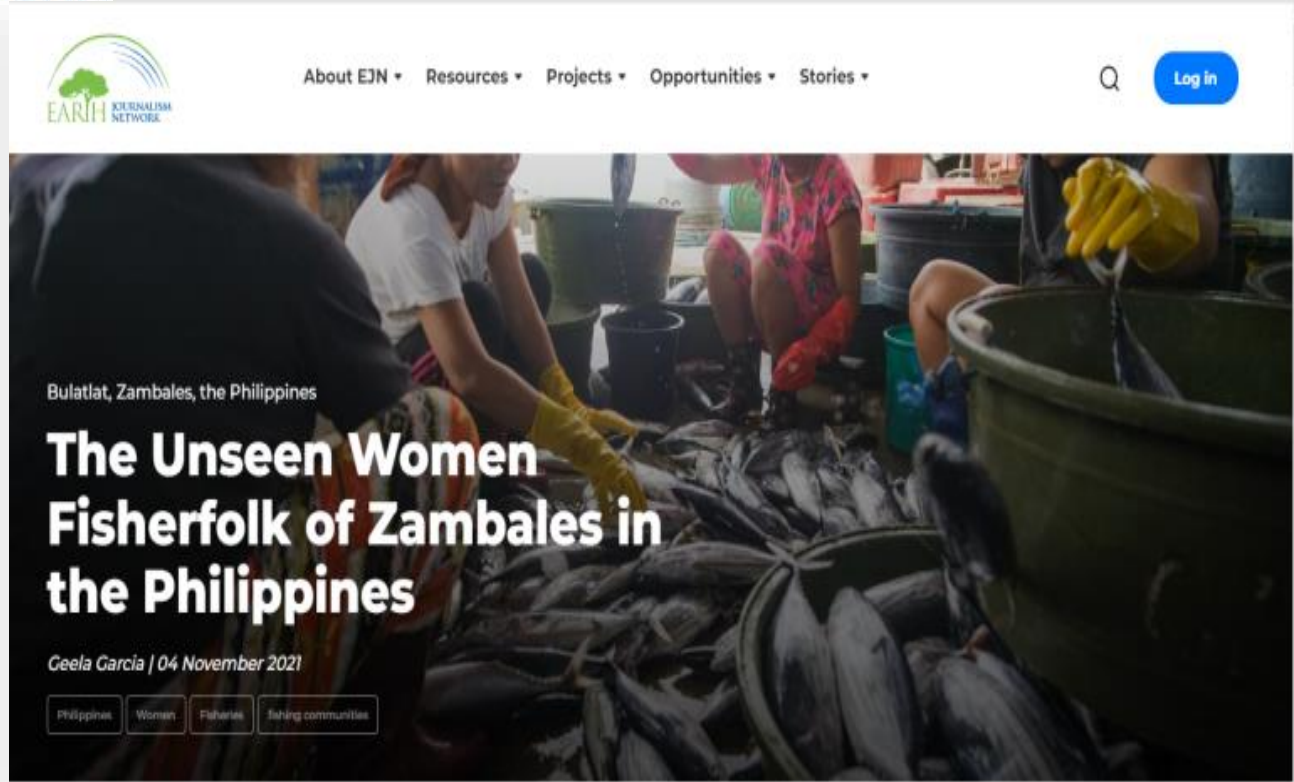 EARTH JOURNALISM
NETWORK
About EJN
Resources
Projects
Opportunities
Stories
Log in
Bulatlat, Zambales, the Philippines
The Unseen Women
Fisherfolk of Zambales in
the Philippines
Geela Garcia | 04 November 2021
Philippines
Women
Fisheries
fishing communities